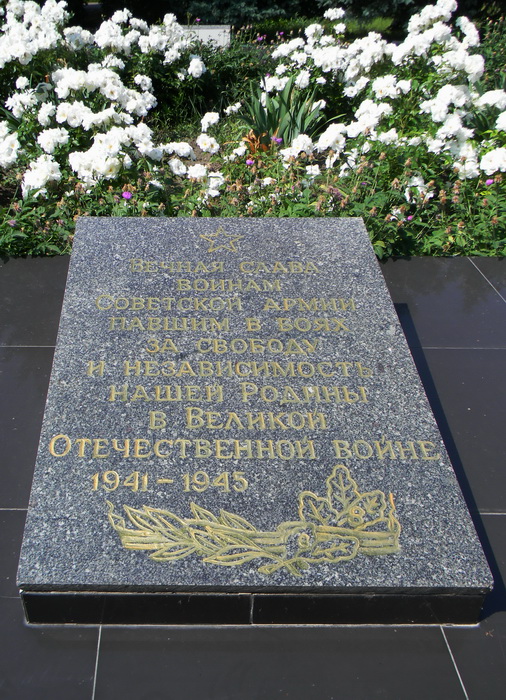 Вечная слава
воинам
Советской Армии
павшим в боях
за свободу
и независимость
нашей Родины
в Великой
Отечественной войне
1941-1945